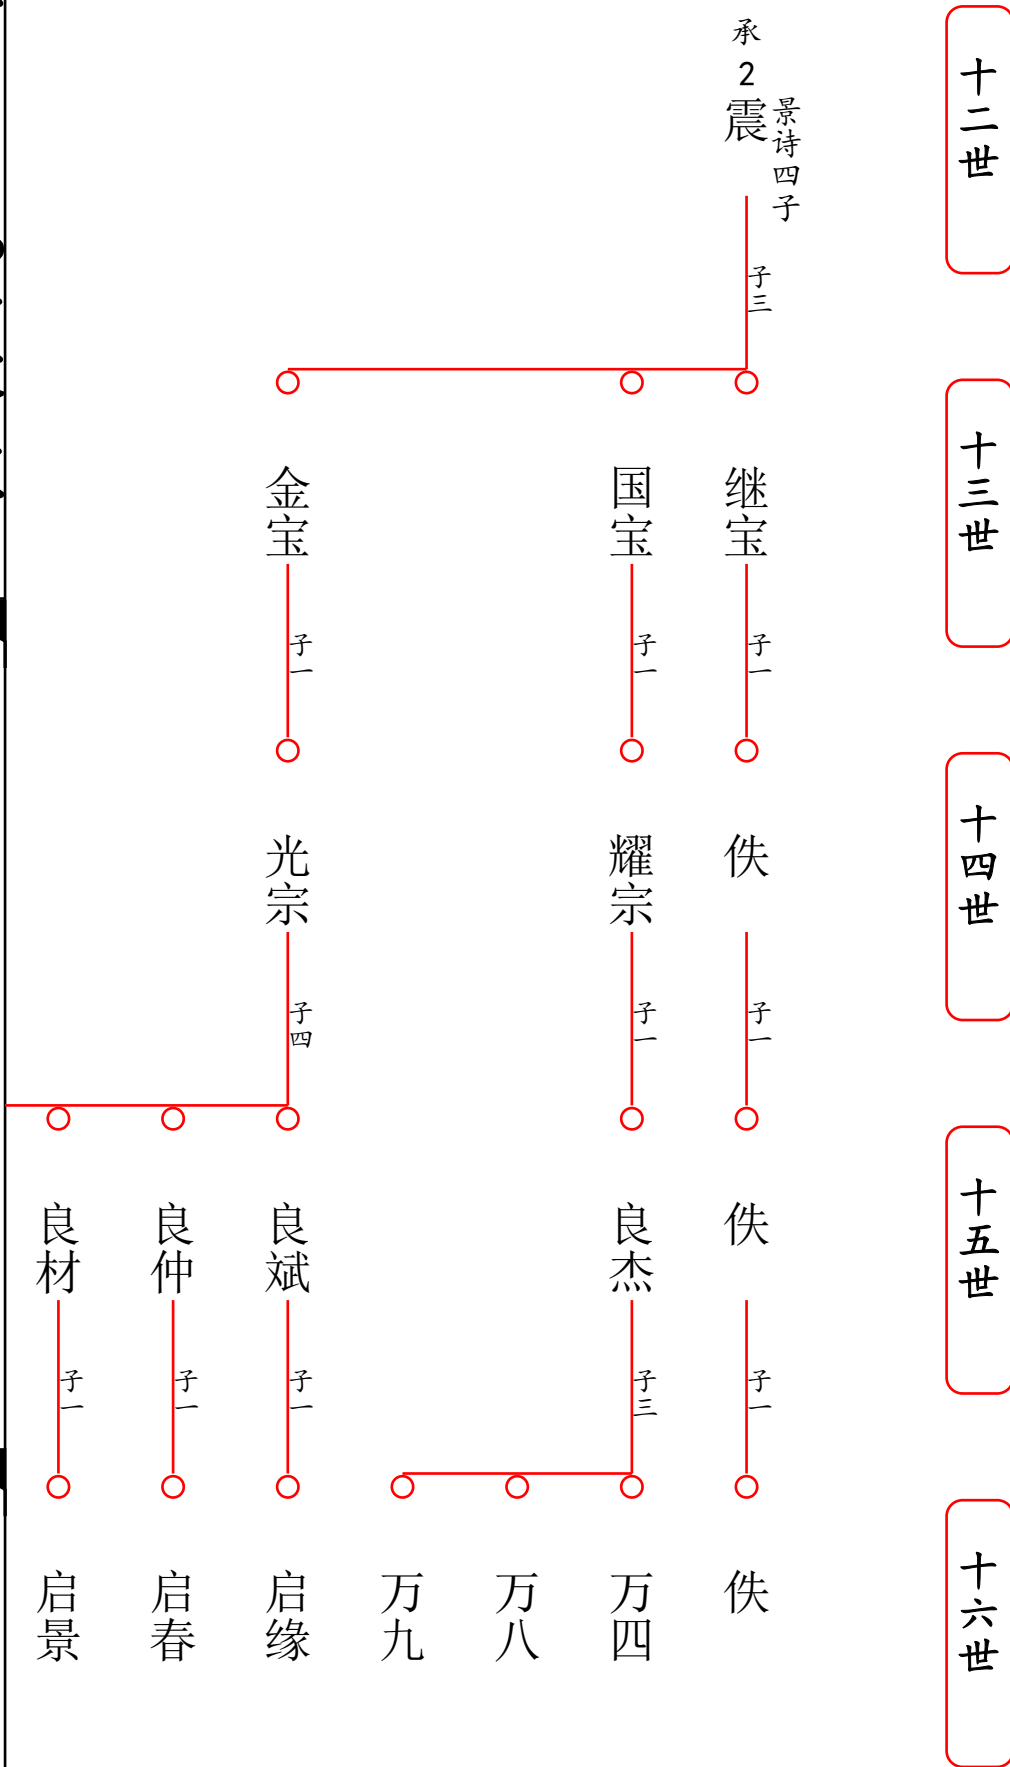 十二世
承2震
景诗四子
子三
十三世
继宝
国宝
金宝
子一
子一
子一
十四世
佚
耀宗
光宗
子一
子一
子四
十五世
佚
良杰
良斌
良仲
良材
子一
子三
子一
子一
子一
十六世
佚
万四
万八
万九
启缘
启春
启景